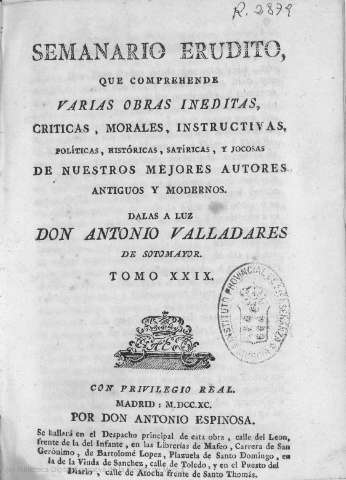 R. 2879
SEMANARIO ERUDITO,
QUE COMPREHENDE
VARIAS OBRAS INEDITAS,
CRITICAS, MORALES, INSTRUCTIVAS,
POLÍTICAS, HISTÓRICAS, SATÍRICAS, Y JOCOSAS
DE NUESTROS MEJORES AUTORES
ANTIGUOS Y MODERNOS.
DALAS A LUZ
DON ANTONIO VALLADARES
DE SOTOMAYOR.
TOMO XXIX.
INSTITUTO PROVINCIAL
CON PRIVILEGIO REAL.
MADRID: M.DCC.XC.
POR DON ANTONIO ESPINOSA.
Se hallará en el Despacho principal de esta obra, calle del Leon,
frente de la del Infante, en las Librerías de Mafeo, Carrera de San
Gerónimo, de Bartolomé Lopez, Plazuela de Santo Domingo, en
la de la Viuda de Sanchez, calle de Toledo, y en el Puesto del
Diario, calle de Atocha frente de Santo Thomás.